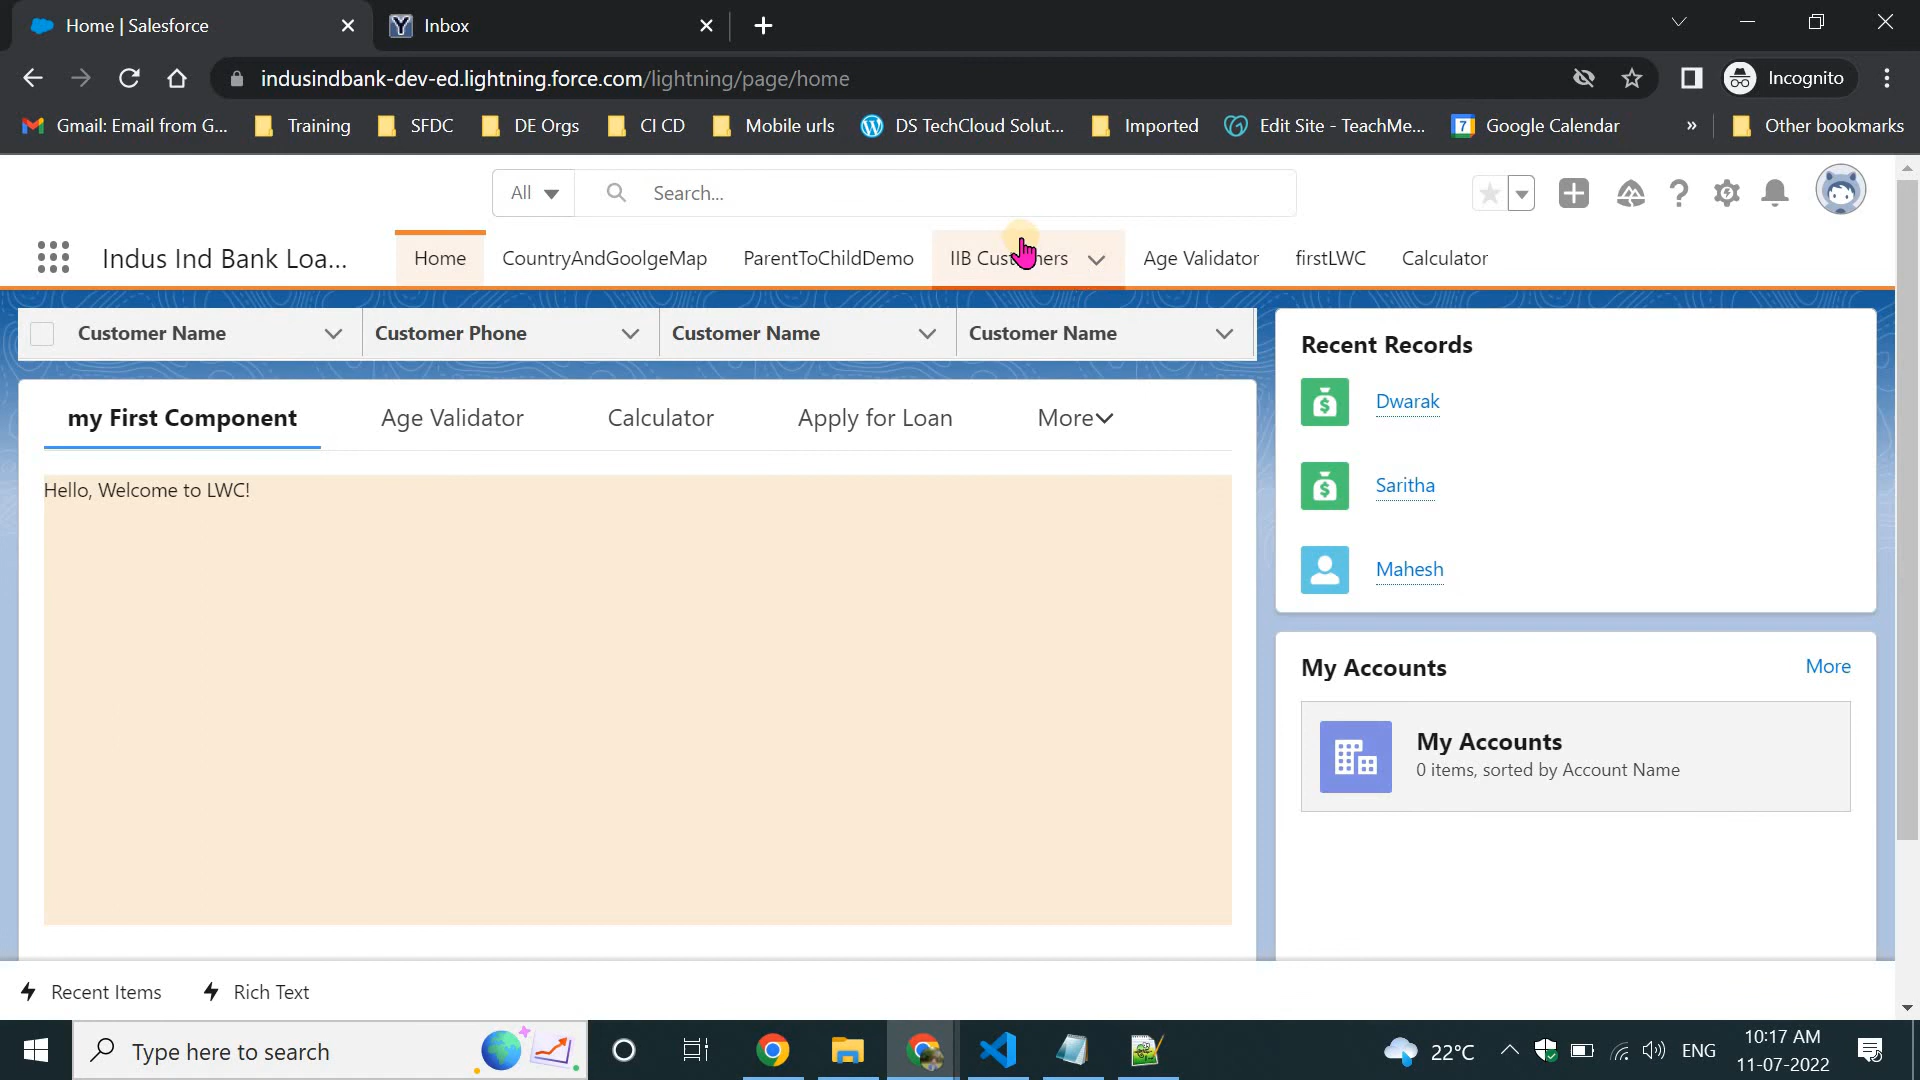 Home | Salesforce
Inbox
indusindbank-dev-ed.lightning.force.com/lightning/page/home
Incognito
Gmail: Email from G...
Training
SFDC
DE Orgs
CI CD
Mobile urls
DS TechCloud Solut...
Imported
Edit Site - TeachMe...
7
Google Calendar
»
Other bookmarks
All
Search...
Indus Ind Bank Loa...
Home
CountryAndGoolgeMap
ParentToChildDemo
IIB Customers
Age Validator
firstLWC
Calculator
Customer Name
Customer Phone
Customer Name
Customer Name
my First Component
Age Validator
Calculator
Apply for Loan
More
Hello, Welcome to LWC!
Recent Records
Dwarak
Saritha
Mahesh
My Accounts
More
My Accounts
0 items, sorted by Account Name
Recent Items
Rich Text
Type here to search
22°C
ENG
10:17 AM
11-07-2022